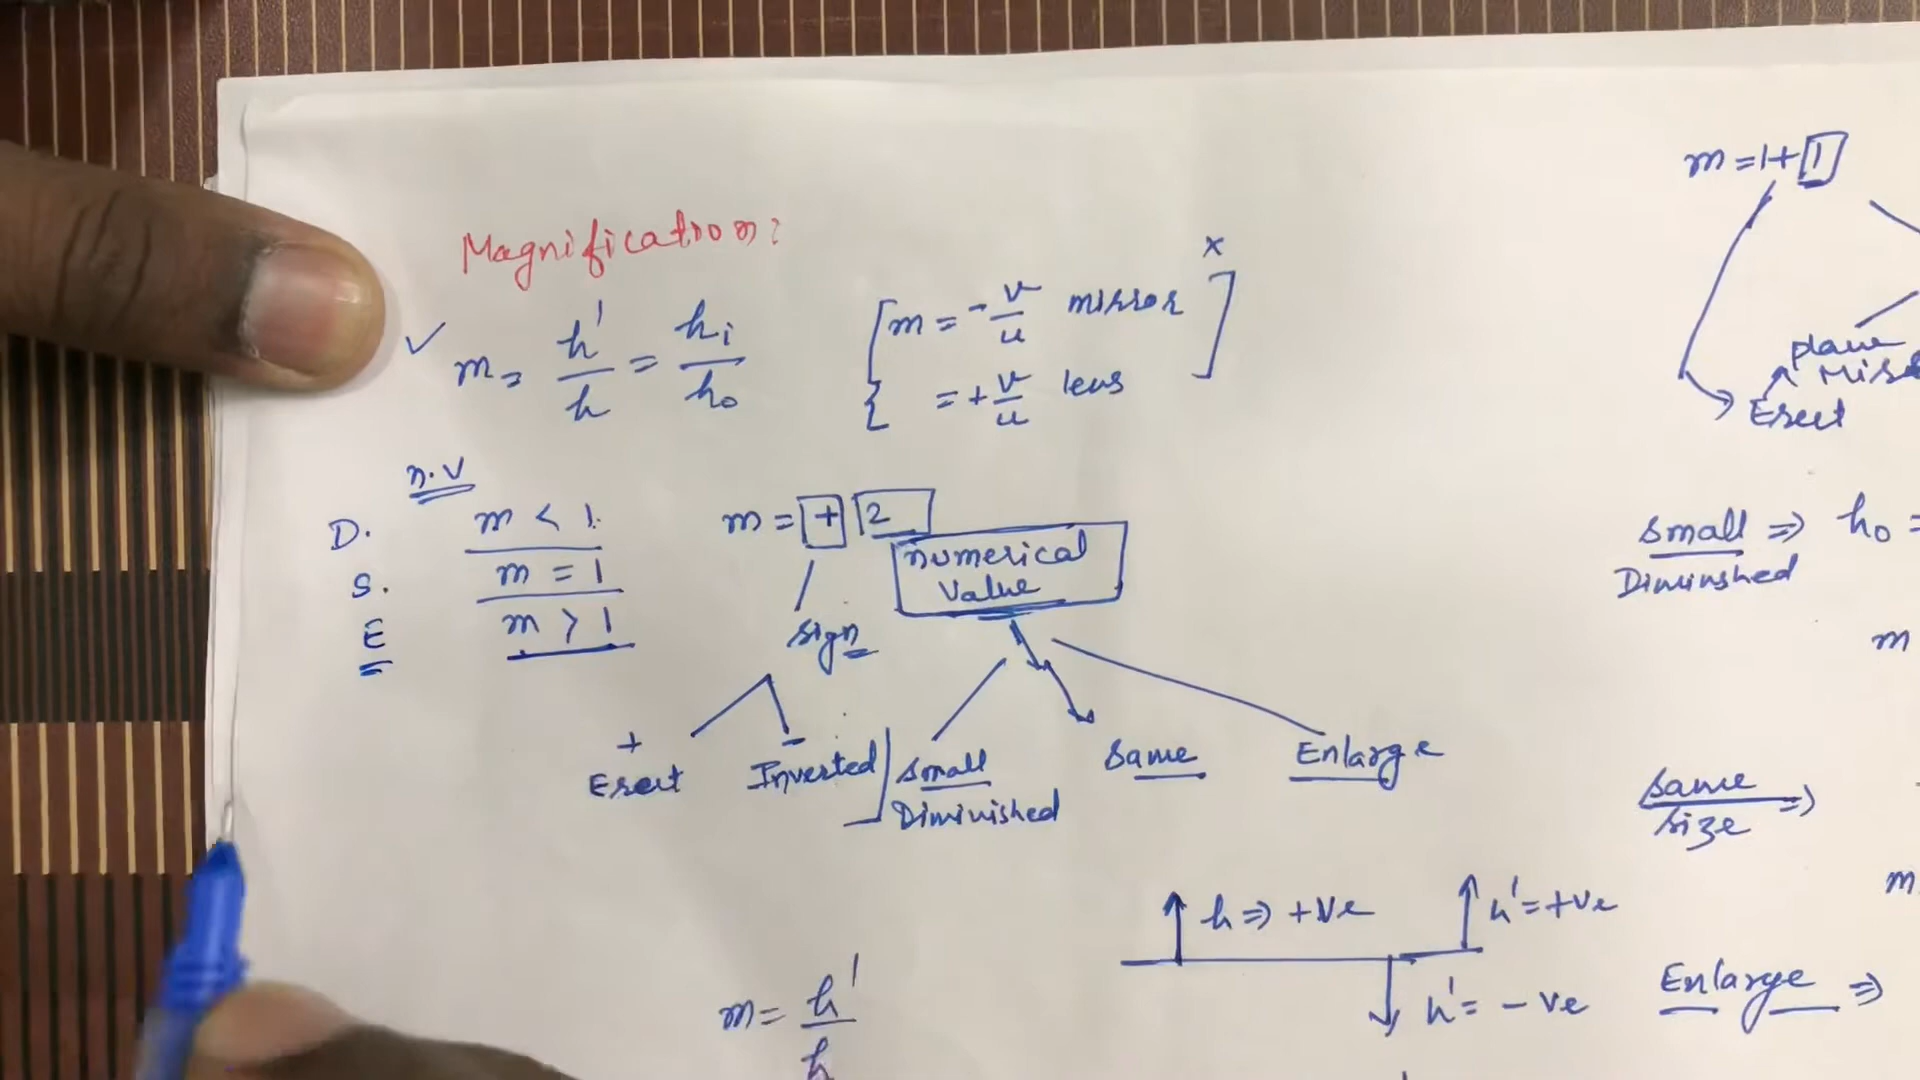 Magnification:
x
✓ m = h'/h = hi/ho
[ m = -v/u mirror ]
{ = +v/u lens
n.v
D. m < 1
S. m = 1
E m > 1
m = + 2
numerical
value
sign
+ -
Erect Inverted
small
Diminished
same
Enlarge
h ⇒ +ve
h' = +ve
h' = - ve
m = h'/h
m = 1+ 1
plane
Erect
small ⇒ ho =
Diminshed
m
same
size ⇒
m
Enlarge ⇒